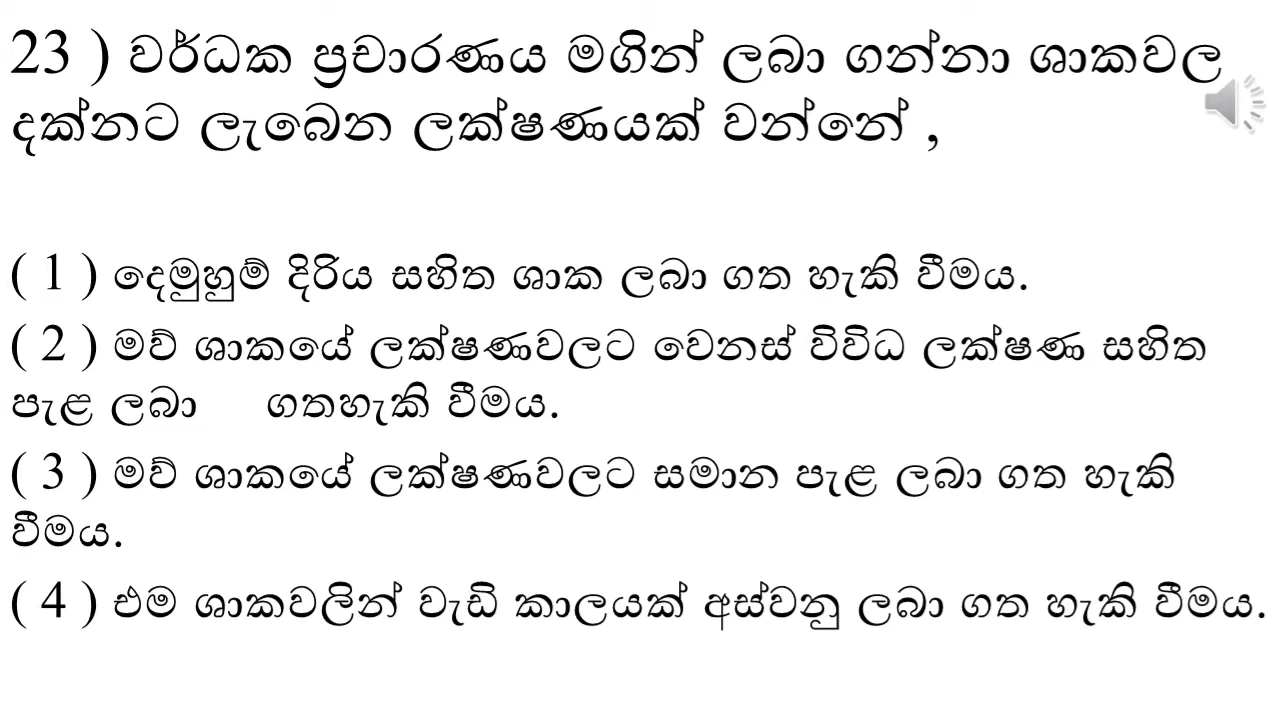 23 ) වර්ධක ප්‍රචාරණය මගින් ලබා ගන්නා ශාකවල
දක්නට ලැබෙන ලක්ෂණයක් වන්නේ ,
( 1 ) දෙමුහුම් දිරිය සහිත ශාක ලබා ගත හැකි වීමය.
( 2 ) මව් ශාකයේ ලක්ෂණවලට වෙනස් විවිධ ලක්ෂණ සහිත
පැළ ලබා ගතහැකි වීමය.
( 3 ) මව් ශාකයේ ලක්ෂණවලට සමාන පැළ ලබා ගත හැකි
වීමය.
( 4 ) එම ශාකවලින් වැඩි කාලයක් අස්වනු ලබා ගත හැකි වීමය.